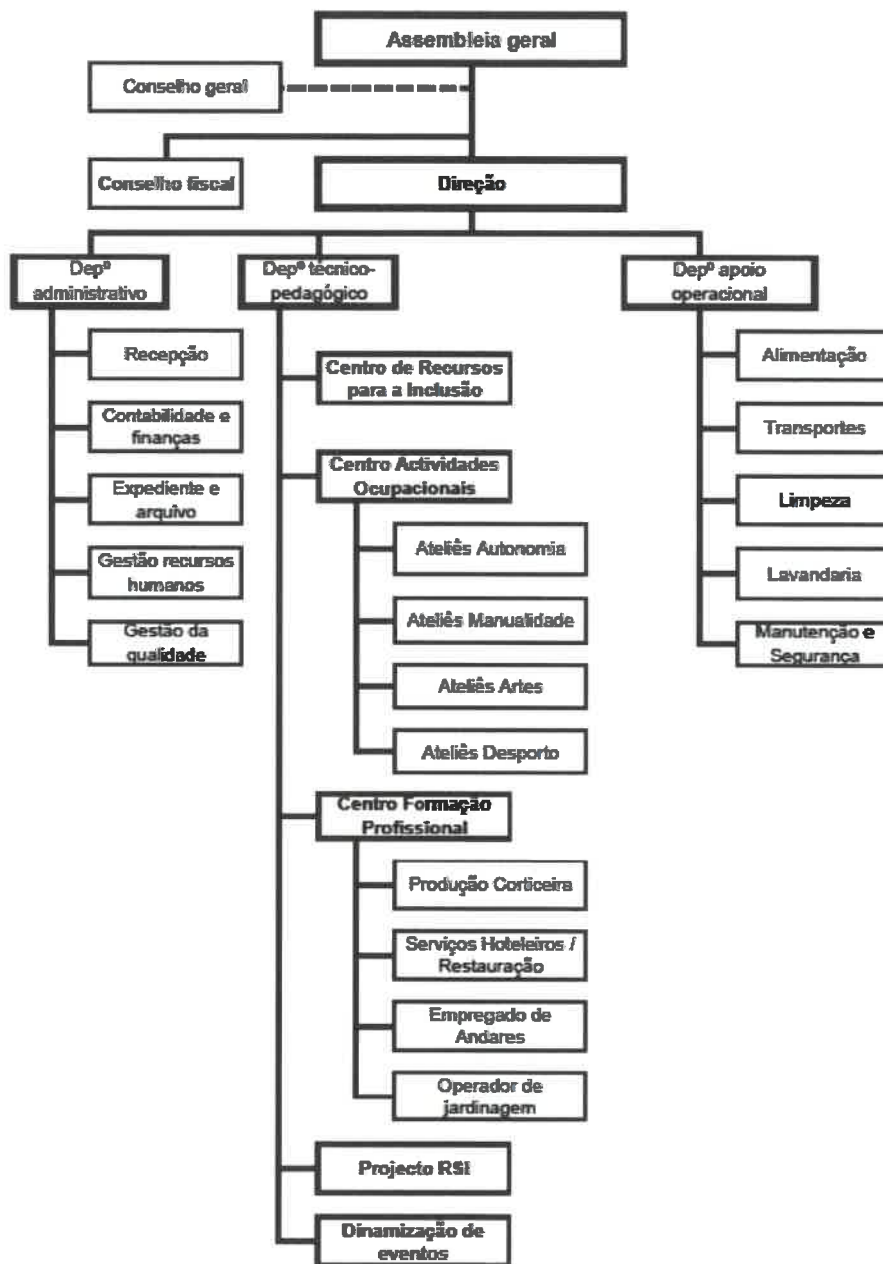 Assembleia geral
Conselho geral
Conselho fiscal
Direção
Depº
administrativo
Depº técnico-
pedagógico
Depº apoio
operacional
Recepção
Contabilidade e
finanças
Expediente e
arquivo
Gestão recursos
humanos
Gestão da
qualidade
Centro de Recursos
para a Inclusão
Centro Actividades
Ocupacionais
Ateliês Autonomia
Ateliês Manualidade
Ateliês Artes
Ateliês Desporto
Centro Formação
Profissional
Produção Corticeira
Serviços Hoteleiros /
Restauração
Empregado de
Andares
Operador de
jardinagem
Projecto RSI
Dinamização de
eventos
Alimentação
Transportes
Limpeza
Lavandaria
Manutenção e
Segurança